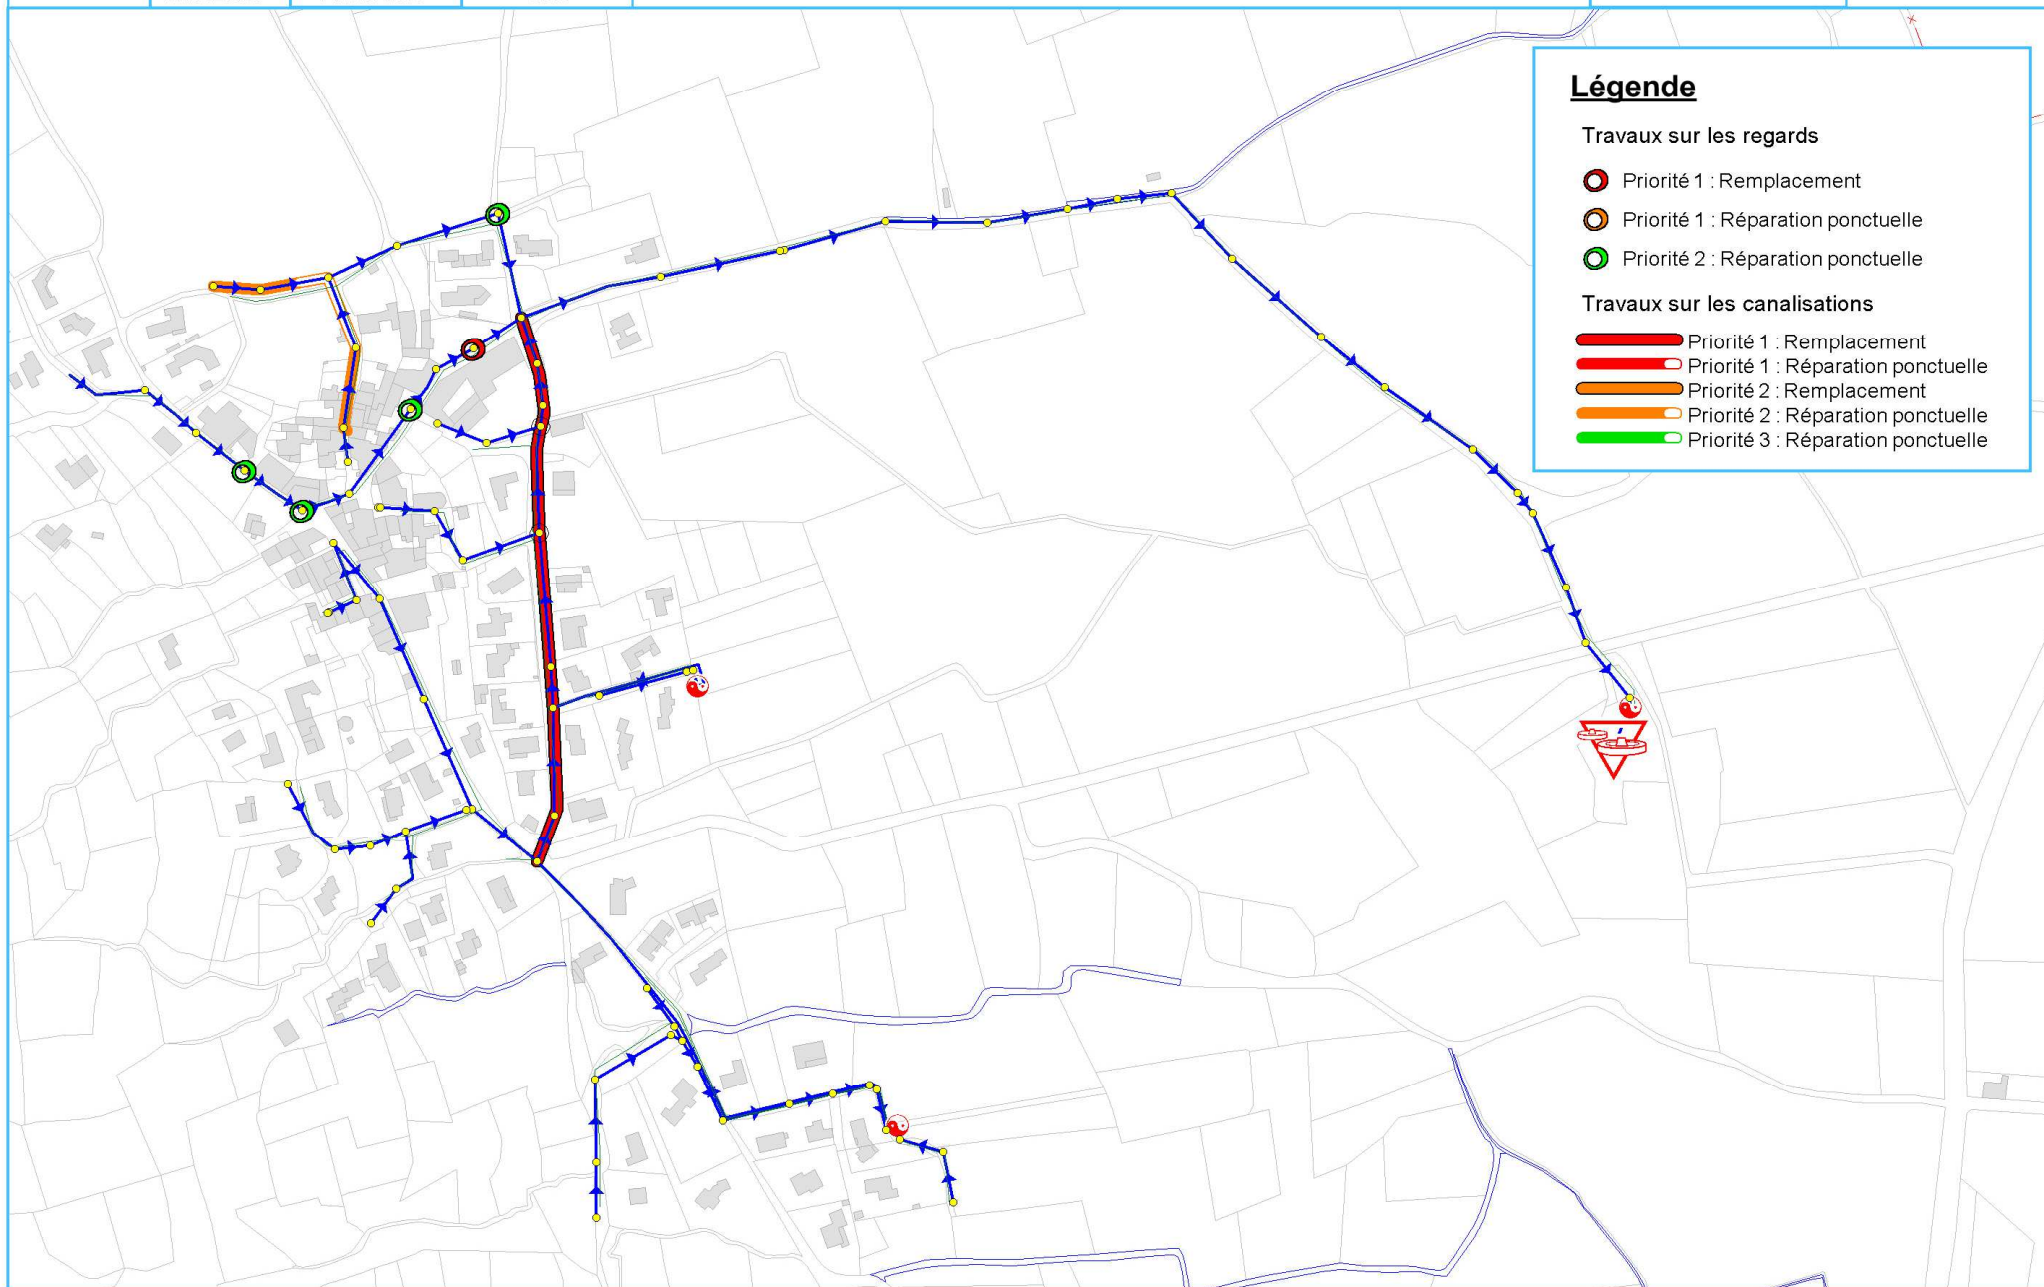 Légende
Travaux sur les regards
Priorité 1 : Remplacement
Priorité 1 : Réparation ponctuelle
Priorité 2 : Réparation ponctuelle
Travaux sur les canalisations
Priorité 1 : Remplacement
Priorité 1 : Réparation ponctuelle
Priorité 2 : Remplacement
Priorité 2 : Réparation ponctuelle
Priorité 3 : Réparation ponctuelle